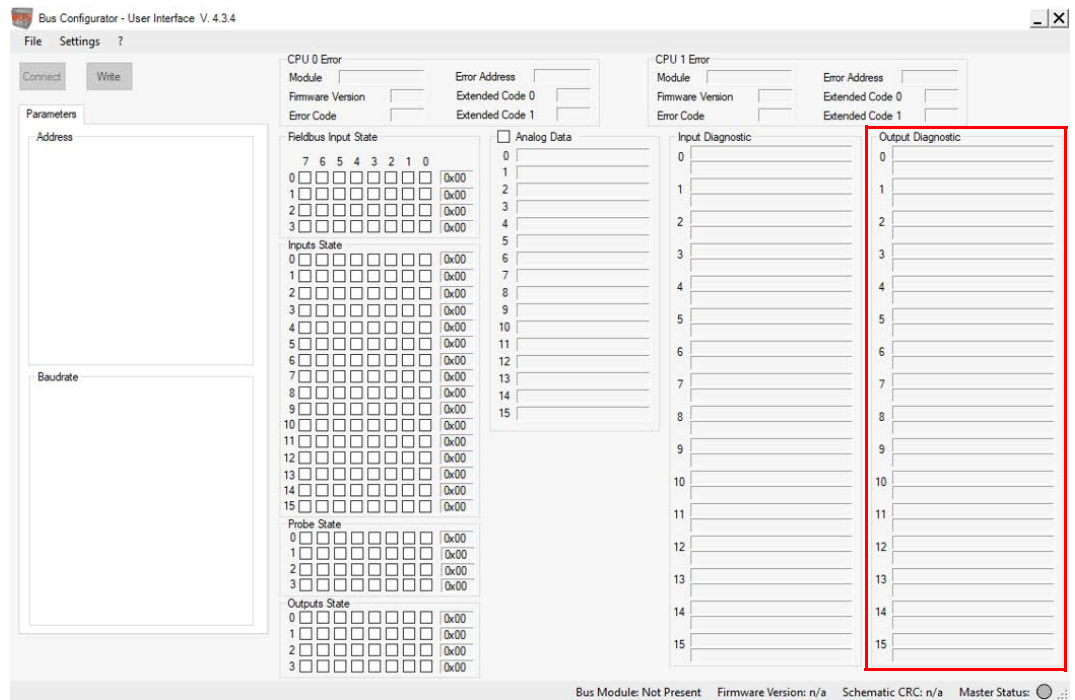 Bus Configurator - User Interface V. 4.3.4
File Settings ?
Connect Write
Parameters
Address
Baudrate
CPU 0 Error
Module Error Address
Firmware Version Extended Code 0
Error Code Extended Code 1
CPU 1 Error
Module Error Address
Firmware Version Extended Code 0
Error Code Extended Code 1
Fieldbus Input State
7 6 5 4 3 2 1 0
0 0x00
1 0x00
2 0x00
3 0x00
Inputs State
0 0x00
1 0x00
2 0x00
3 0x00
4 0x00
5 0x00
6 0x00
7 0x00
8 0x00
9 0x00
10 0x00
11 0x00
12 0x00
13 0x00
14 0x00
15 0x00
Probe State
0 0x00
1 0x00
2 0x00
3 0x00
Outputs State
0 0x00
1 0x00
2 0x00
3 0x00
Analog Data
0
1
2
3
4
5
6
7
8
9
10
11
12
13
14
15
Input Diagnostic
0
1
2
3
4
5
6
7
8
9
10
11
12
13
14
15
Output Diagnostic
0
1
2
3
4
5
6
7
8
9
10
11
12
13
14
15
Bus Module: Not Present Firmware Version: n/a Schematic CRC: n/a Master Status: